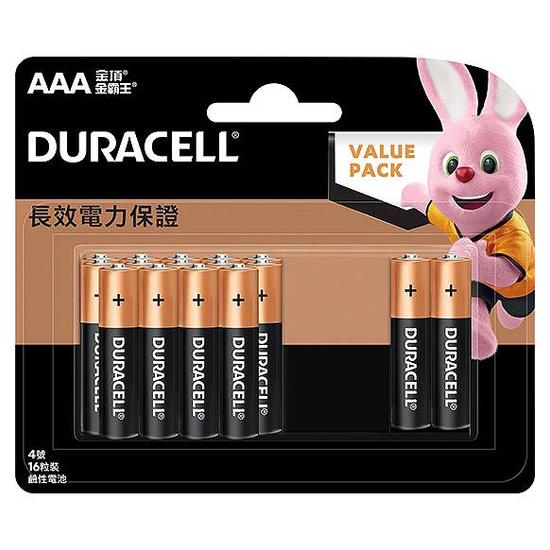 AAA 金頂®
金霸王®
DURACELL®
VALUE
PACK
長效電力保證
+
+
+
+
+
+
DURACELL
DURACELL
DURACELL
DURACELL
DURACELL
DURACELL
4號
16粒裝
鹼性電池